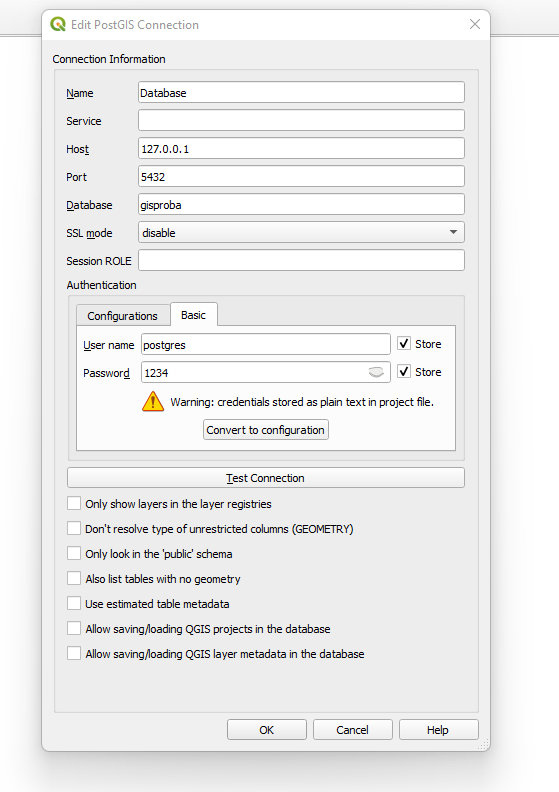 Edit PostGIS Connection
Connection Information
Name Database
Service
Host 127.0.0.1
Port 5432
Database gisproba
SSL mode disable
Session ROLE
Authentication
Configurations Basic
User name postgres Store
Password 1234 Store
Warning: credentials stored as plain text in project file.
Convert to configuration
Test Connection
Only show layers in the layer registries
Don't resolve type of unrestricted columns (GEOMETRY)
Only look in the 'public' schema
Also list tables with no geometry
Use estimated table metadata
Allow saving/loading QGIS projects in the database
Allow saving/loading QGIS layer metadata in the database
OK Cancel Help